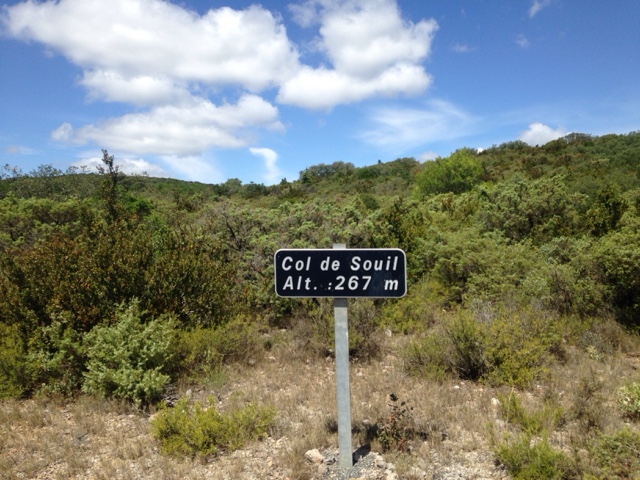 Col de Souil
Alt. :267 m